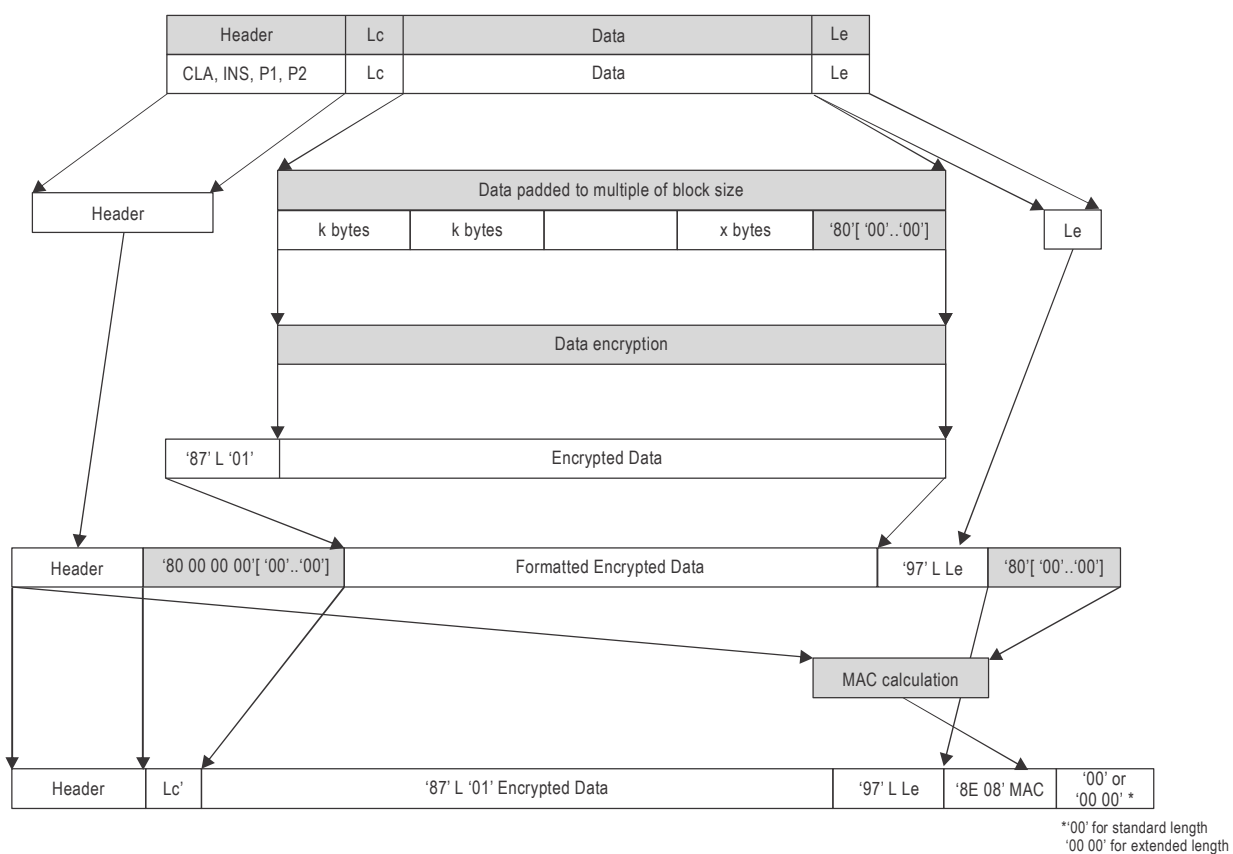 Header Lc Data Le
CLA, INS, P1, P2 Lc Data Le
Data padded to multiple of block size
Header
k bytes k bytes x bytes ‘80’[ ‘00’..‘00’]
Le
Data encryption
‘87’ L ‘01’ Encrypted Data
Header ‘80 00 00 00’[ ‘00’..‘00’] Formatted Encrypted Data ‘97’ L Le ‘80’[ ‘00’..‘00’]
MAC calculation
Header Lc’ ‘87’ L ‘01’ Encrypted Data ‘97’ L Le ‘8E 08’ MAC ‘00’ or
‘00 00’ *
*‘00’ for standard length
‘00 00’ for extended length